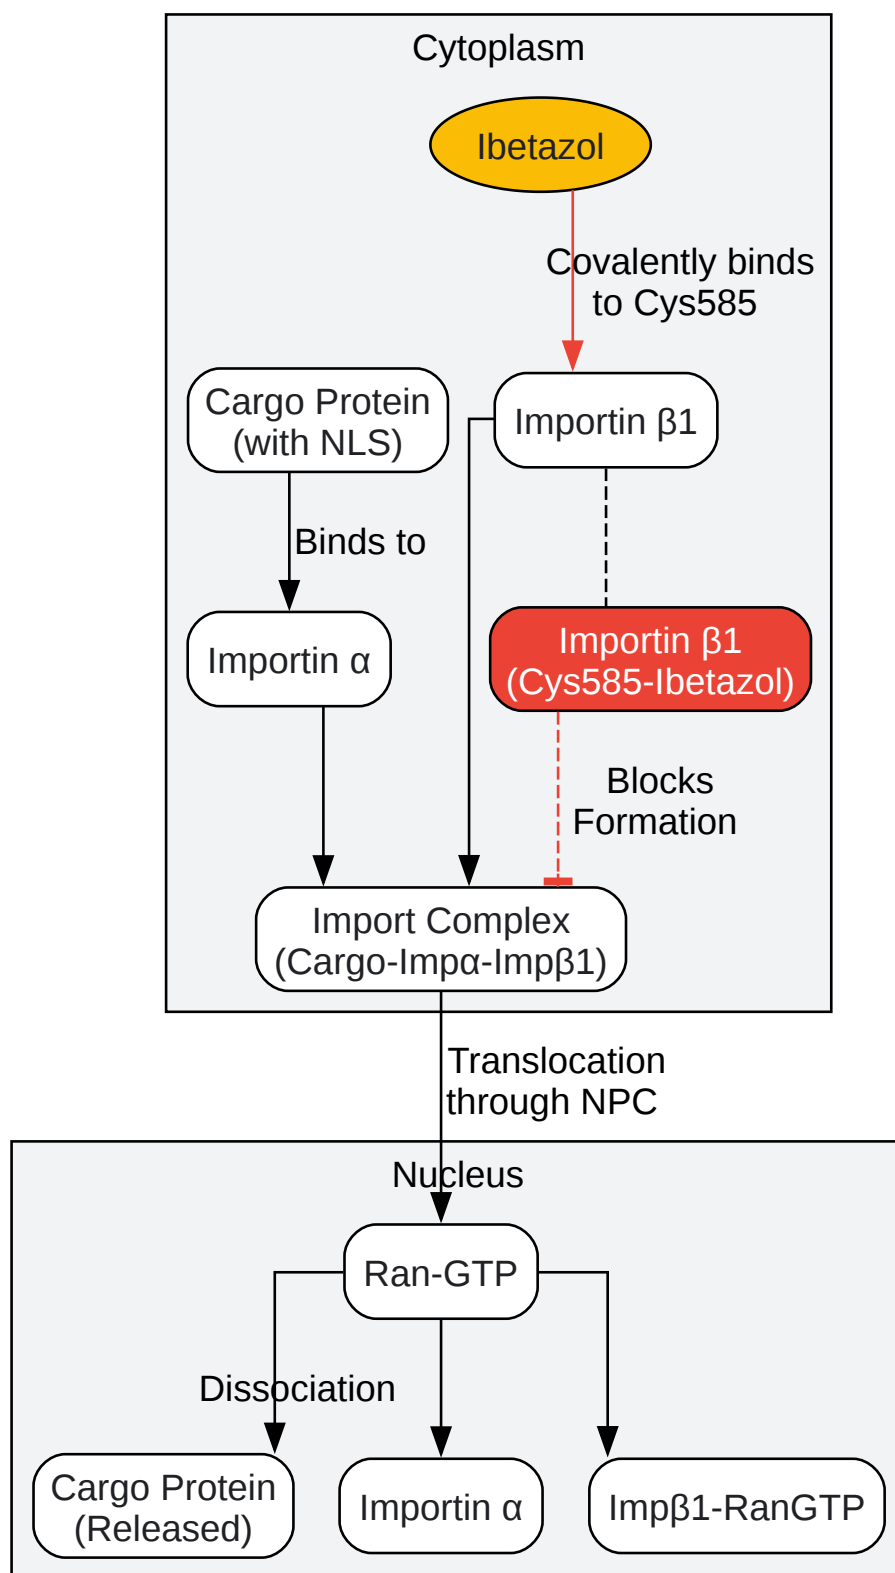 Cytoplasm
Ibetazol
Covalently binds
to Cys585
Cargo Protein
(with NLS)
Importin β1
Binds to
Importin α
Importin β1
(Cys585-Ibetazol)
Blocks
Formation
Import Complex
(Cargo-Impα-Impβ1)
Translocation
through NPC
Nucleus
Ran-GTP
Dissociation
Cargo Protein
(Released)
Importin α
Impβ1-RanGTP